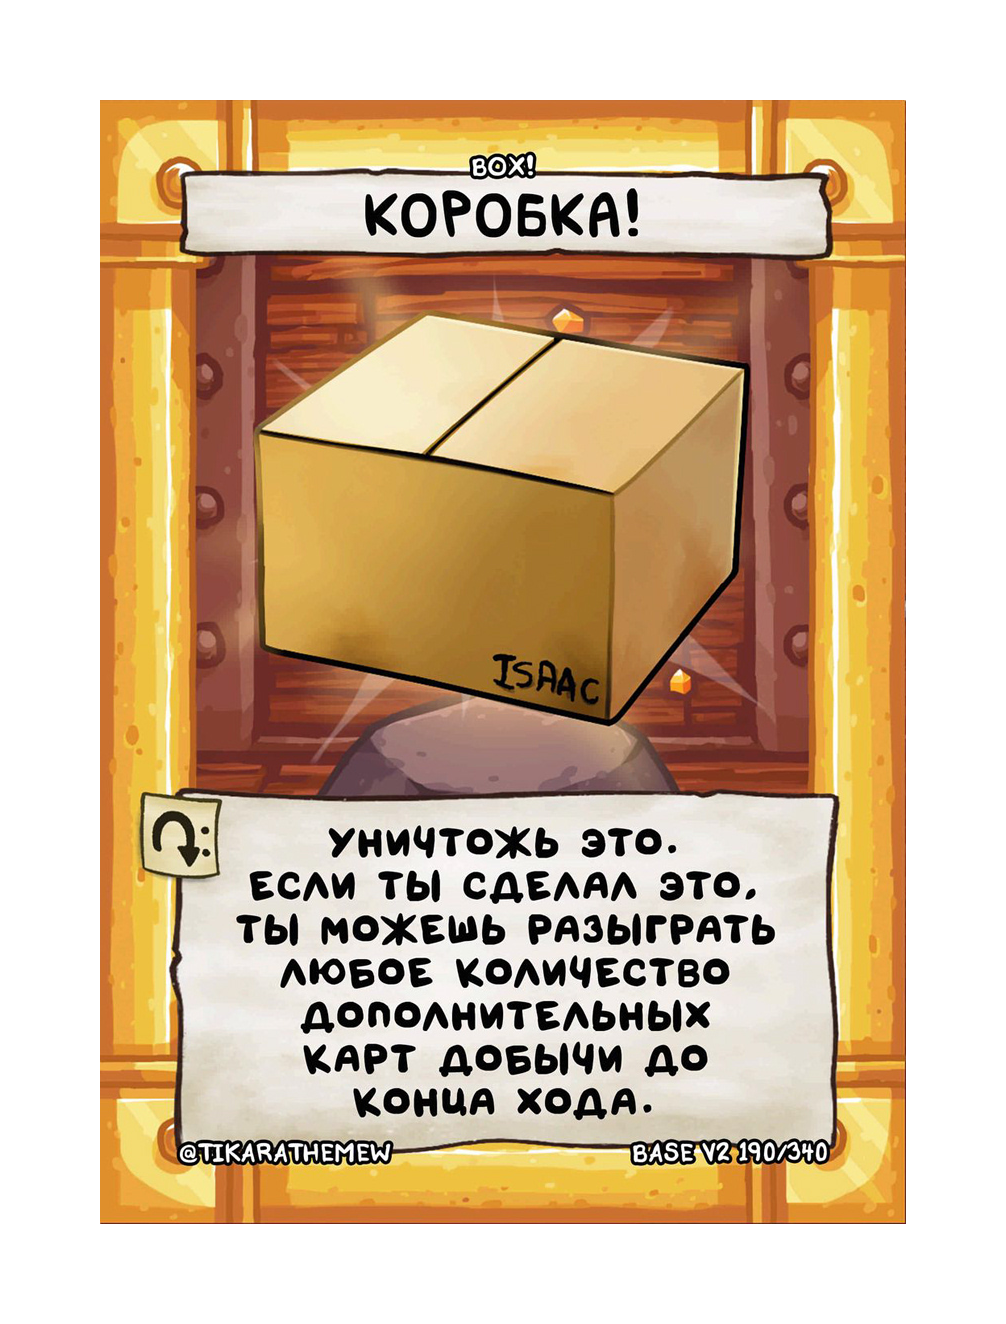 BOX!
КОРОБКА!
ISAAC
УНИЧТОЖЬ ЭТО.
ЕСЛИ ТЫ СДЕЛАЛ ЭТО,
ТЫ МОЖЕШЬ РАЗЫГРАТЬ
ЛЮБОЕ КОЛИЧЕСТВО
ДОПОЛНИТЕЛЬНЫХ
КАРТ ДОБЫЧИ ДО
КОНЦА ХОДА.
@TIKARATHEMEW
BASE V2 190/340